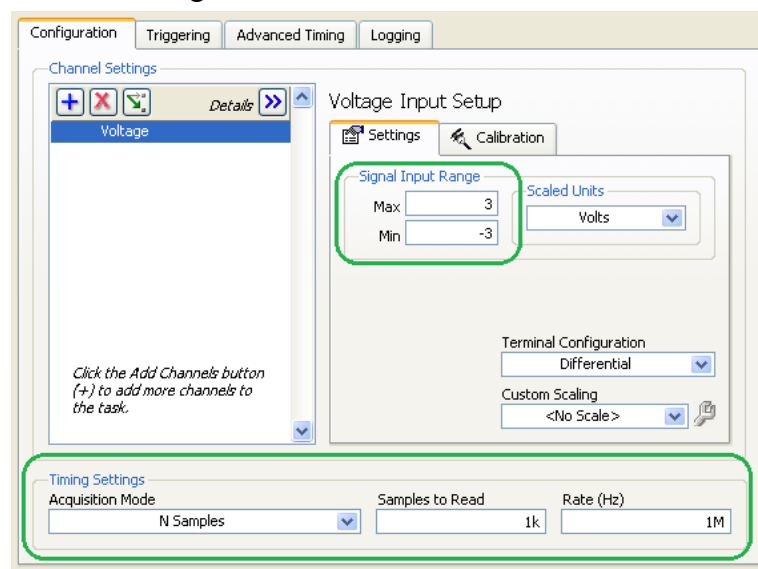 Configuration Triggering Advanced Timing Logging
Channel Settings
Details
Voltage
Click the Add Channels button
(+) to add more channels to
the task.
Voltage Input Setup
Settings Calibration
Signal Input Range
Max 3
Min -3
Scaled Units
Volts
Terminal Configuration
Differential
Custom Scaling
<No Scale>
Timing Settings
Acquisition Mode Samples to Read Rate (Hz)
N Samples 1k 1M